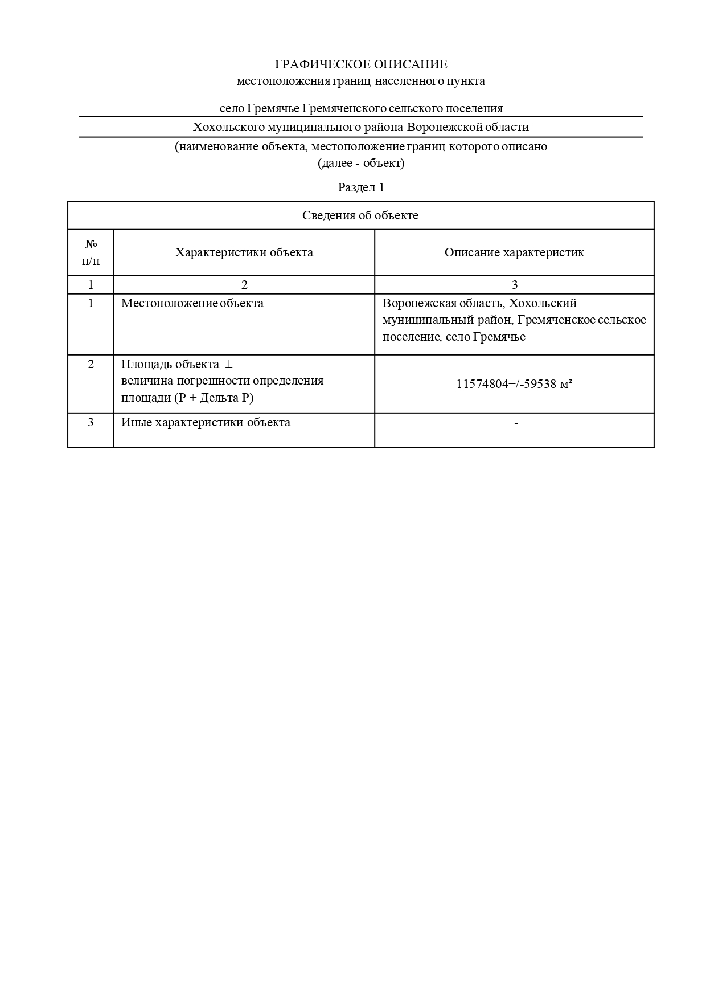 ГРАФИЧЕСКОЕ ОПИСАНИЕ
местоположения границ населенного пункта
село Гремячье Гремяченского сельского поселения
Хохольского муниципального района Воронежской области
(наименование объекта, местоположение границ которого описано
(далее - объект)
Раздел 1
Сведения об объекте
№
п/п
Характеристики объекта
Описание характеристик
1
2
3
1
Местоположение объекта
Воронежская область, Хохольский
муниципальный район, Гремяченское сельское
поселение, село Гремячье
2
Площадь объекта ±
величина погрешности определения
площади (Р ± Дельта Р)
11574804+/-59538 м²
3
Иные характеристики объекта
-